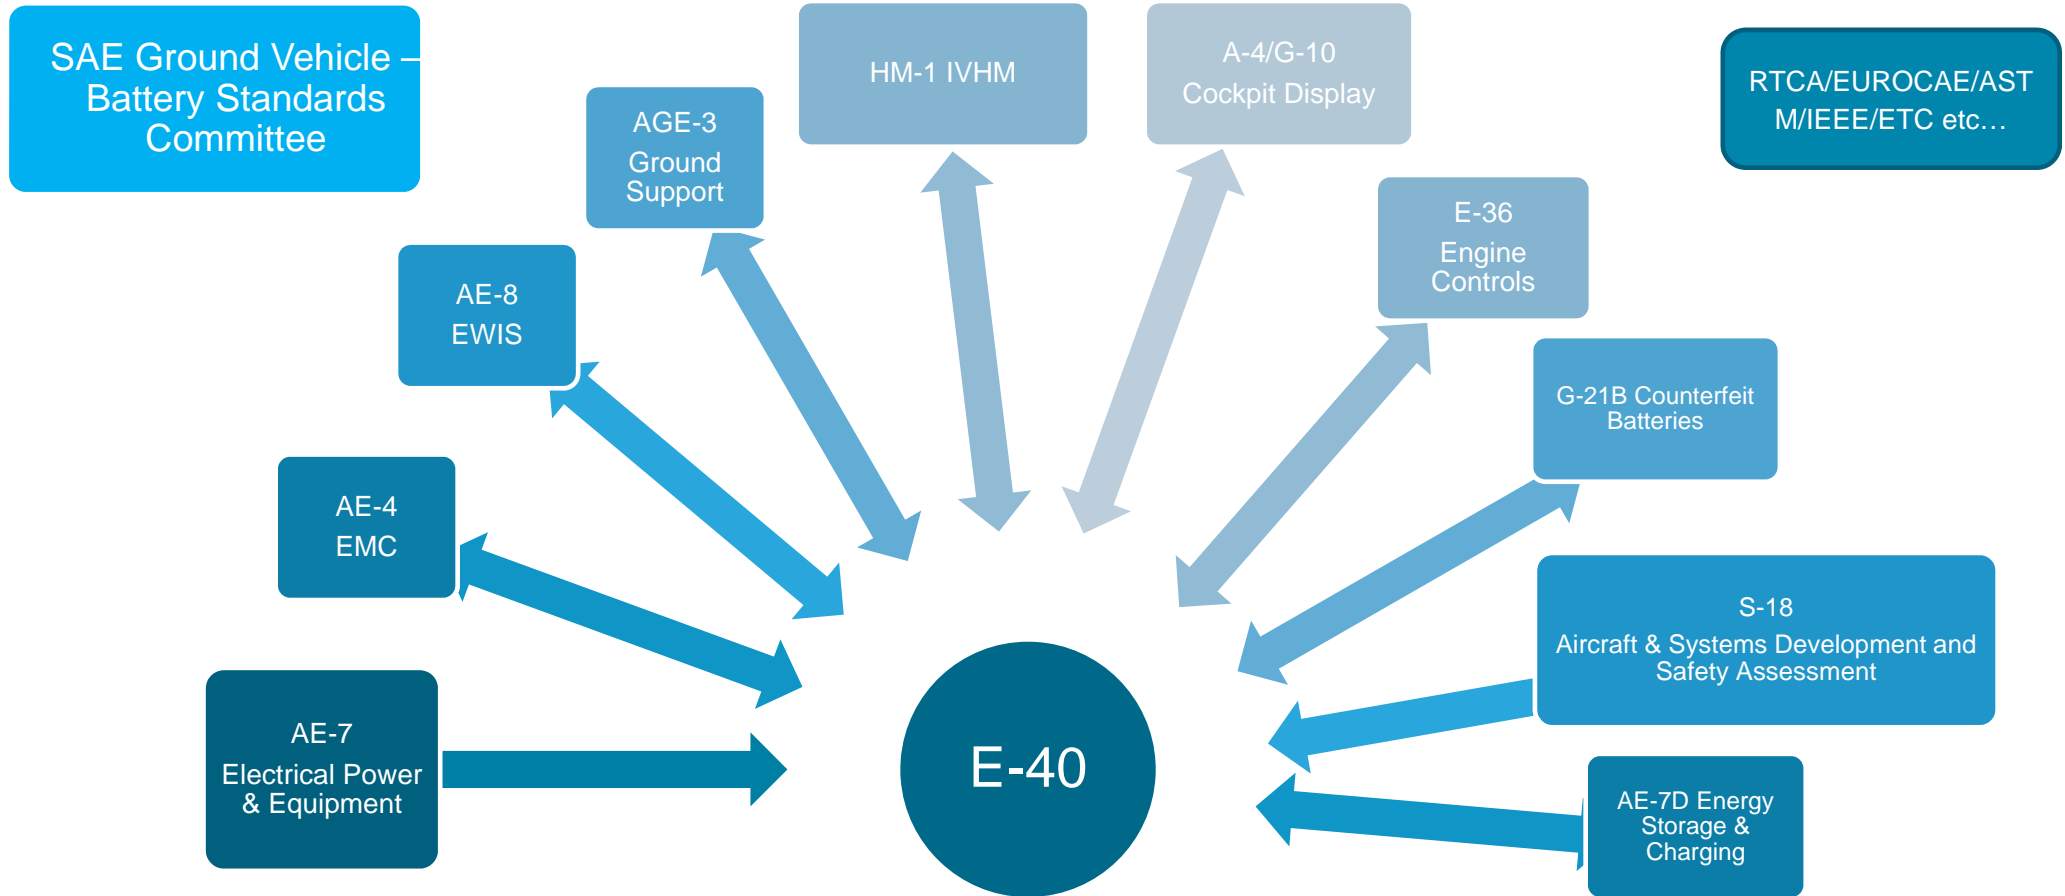 SAE Ground Vehicle –
Battery Standards
Committee
HM-1 IVHM
A-4/G-10
Cockpit Display
RTCA/EUROCAE/AST
M/IEEE/ETC etc…
AGE-3
Ground
Support
E-36
Engine
Controls
AE-8
EWIS
G-21B Counterfeit
Batteries
AE-4
EMC
S-18
Aircraft & Systems Development and
Safety Assessment
AE-7
Electrical Power
& Equipment
E-40
AE-7D Energy
Storage &
Charging